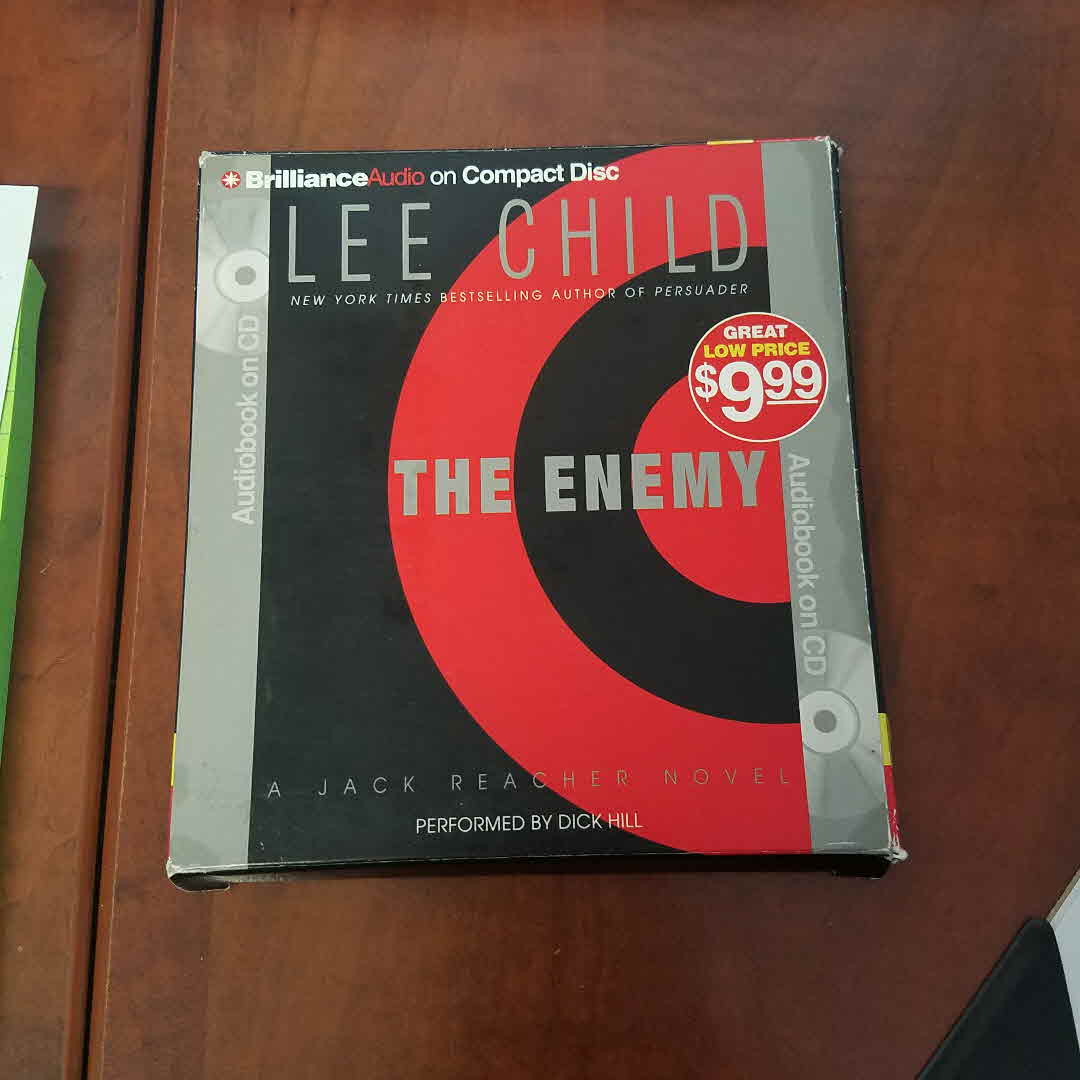 BrillianceAudio on Compact Disc
LEE CHILD
NEW YORK TIMES BESTSELLING AUTHOR OF PERSUADER
Audiobook on CD
GREAT
LOW PRICE
$9.99
THE ENEMY
Audiobook on CD
A JACK REACHER NOVEL
PERFORMED BY DICK HILL